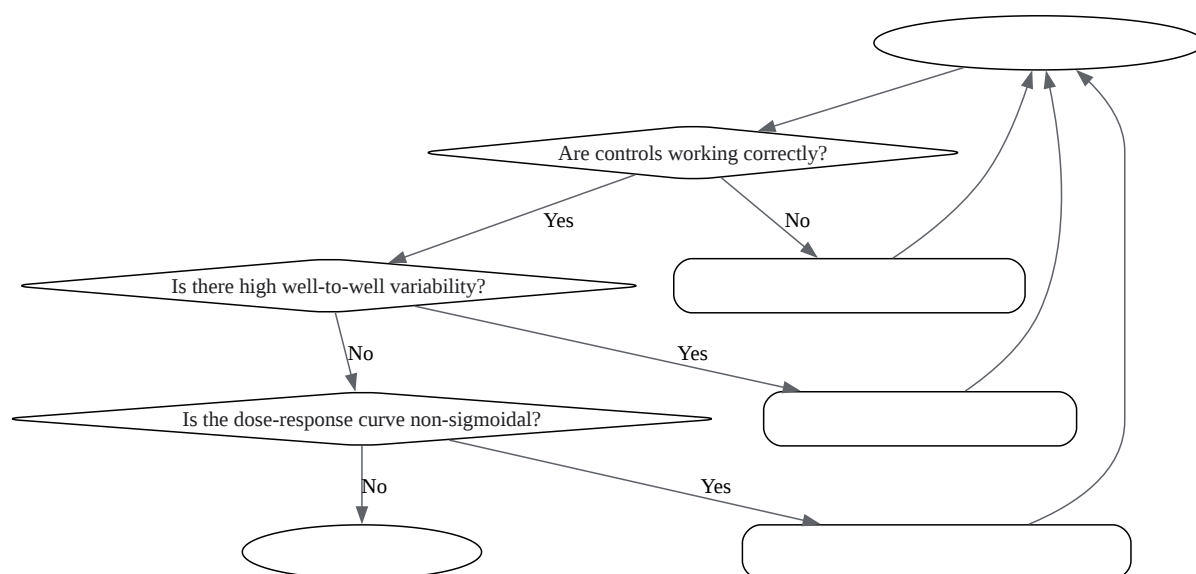 Are controls working correctly?
Yes
No
Is there high well-to-well variability?
No
Yes
Is the dose-response curve non-sigmoidal?
No
Yes